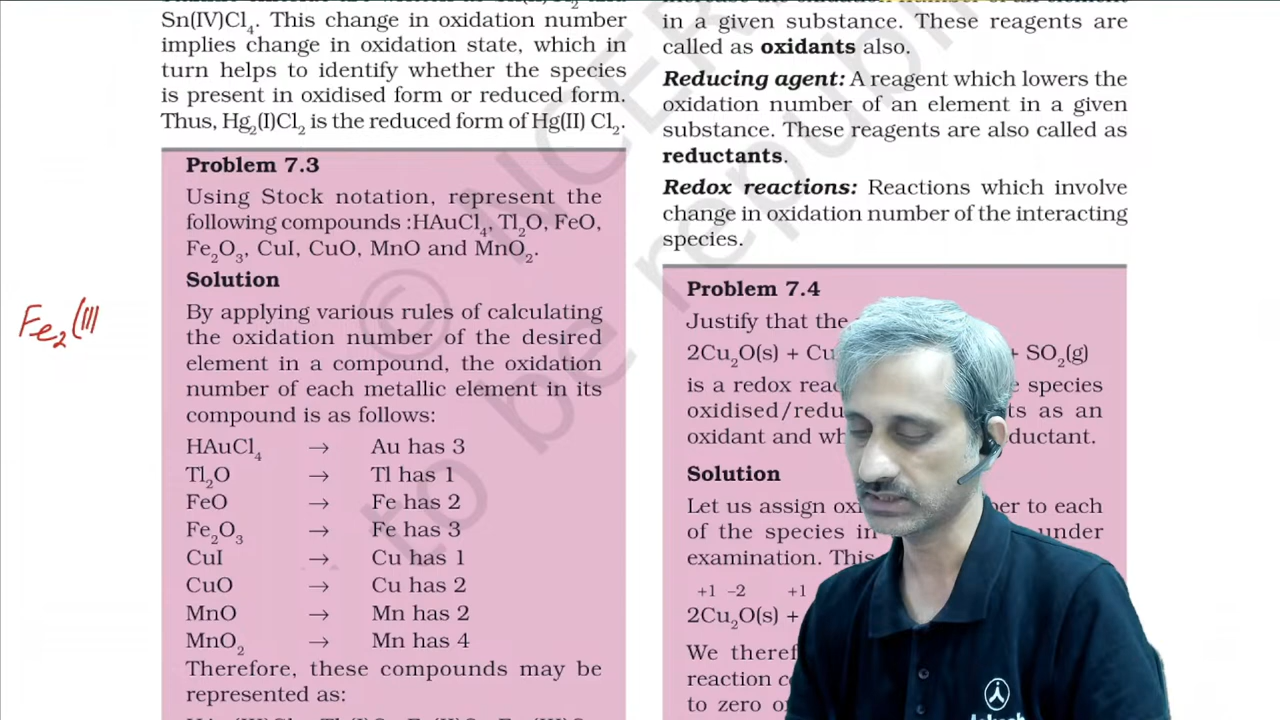 Sn(IV)Cl4. This change in oxidation number
implies change in oxidation state, which in
turn helps to identify whether the species
is present in oxidised form or reduced form.
Thus, Hg2(I)Cl2 is the reduced form of Hg(II) Cl2.
Problem 7.3
Using Stock notation, represent the
following compounds :HAuCl4, Tl2O, FeO,
Fe2O3, CuI, CuO, MnO and MnO2.
Solution
By applying various rules of calculating
the oxidation number of the desired
element in a compound, the oxidation
number of each metallic element in its
compound is as follows:
HAuCl4 → Au has 3
Tl2O → Tl has 1
FeO → Fe has 2
Fe2O3 → Fe has 3
CuI → Cu has 1
CuO → Cu has 2
MnO → Mn has 2
MnO2 → Mn has 4
Therefore, these compounds may be
represented as:
Fe2(III
in a given substance. These reagents are
called as oxidants also.
Reducing agent: A reagent which lowers the
oxidation number of an element in a given
substance. These reagents are also called as
reductants.
Redox reactions: Reactions which involve
change in oxidation number of the interacting
species.
Problem 7.4
Justify that the
2Cu2O(s) + Cu + SO2(g)
is a redox species
oxidised/ as an
oxidant and
Solution
Let us assign to each
of the species in under
examination. This
+1 –2 +1
2Cu2O(s) +
We
reaction
to zero
© NCERT
to be republished